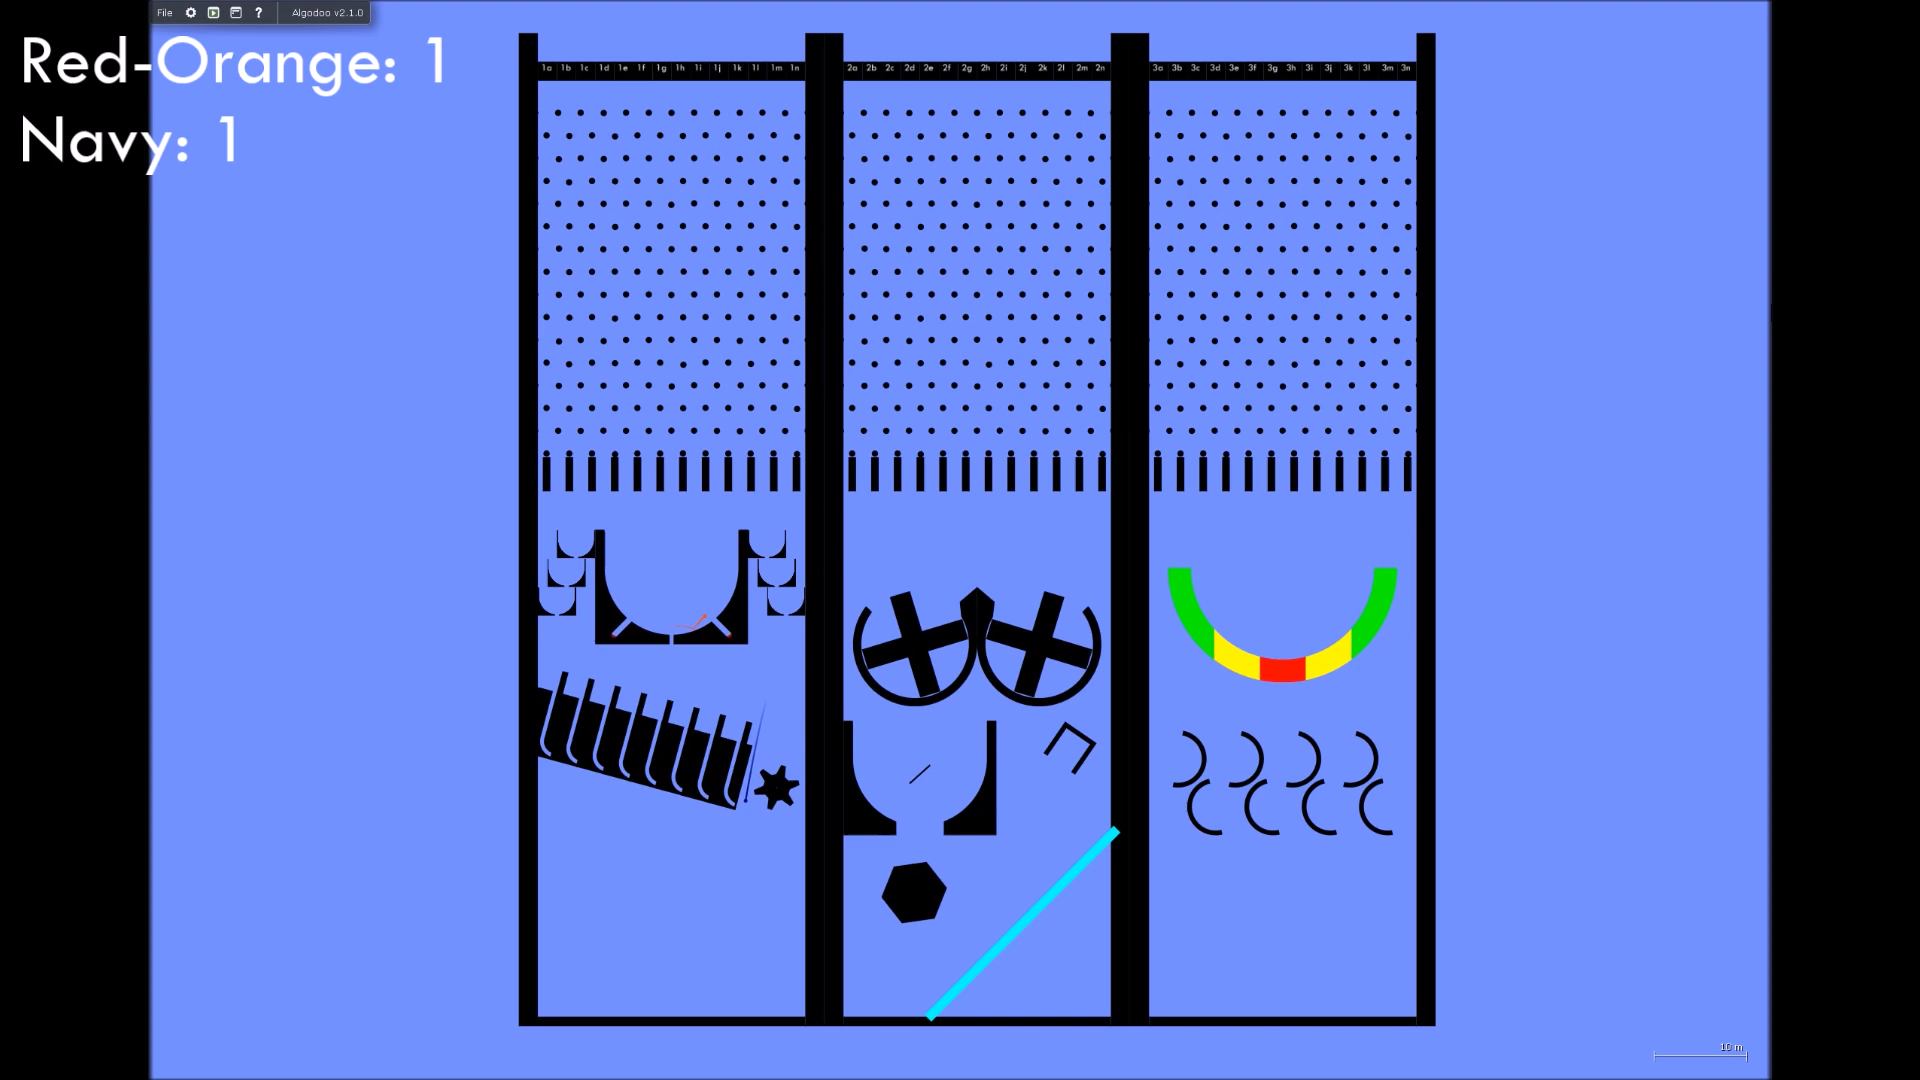 File ? Algodoo v2.1.0
Red-Orange: 1
Navy: 1
1a 1b 1c 1d 1e 1f 1g 1h 1i 1j 1k 1l 1m 1n
2a 2b 2c 2d 2e 2f 2g 2h 2i 2j 2k 2l 2m 2n
3a 3b 3c 3d 3e 3f 3g 3h 3i 3j 3k 3l 3m 3n
10 m